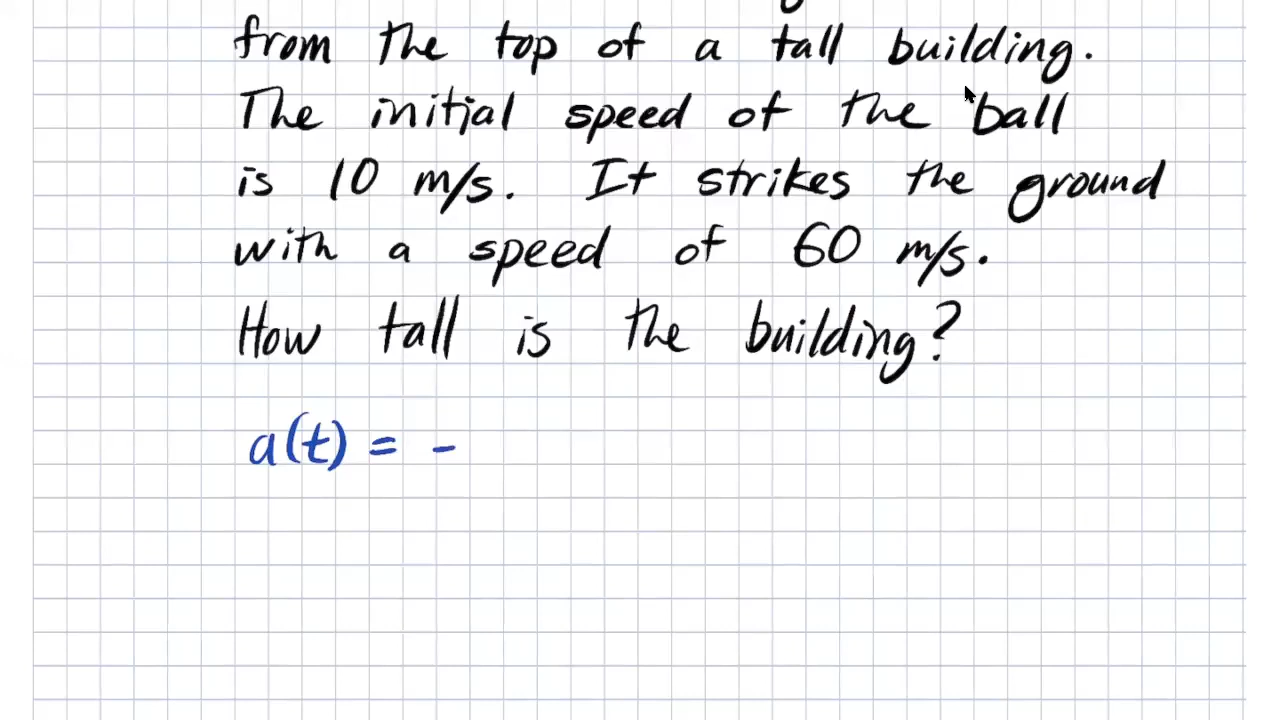 from the top of a tall building.
The initial speed of the ball
is 10 m/s. It strikes the ground
with a speed of 60 m/s.
How tall is the building?
a(t) = -